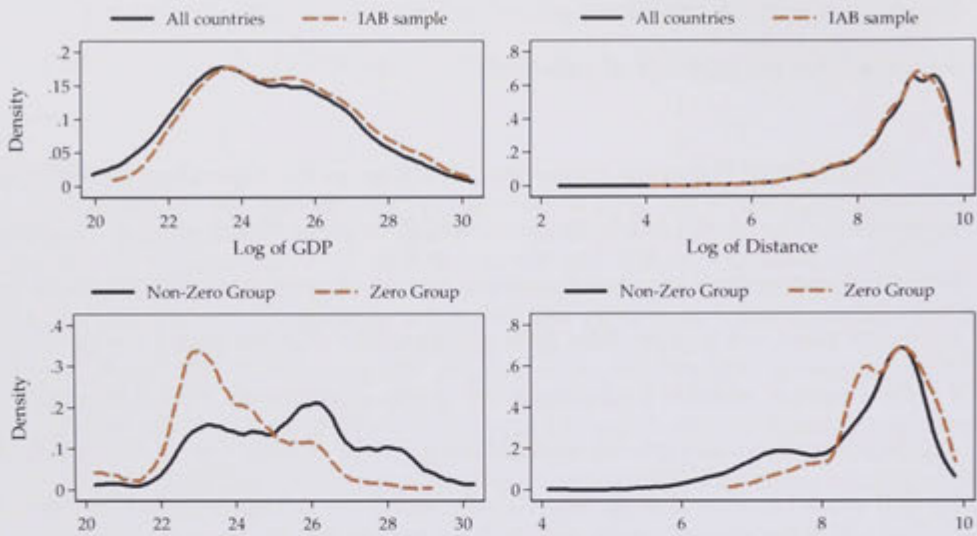 All countries IAB sample
All countries IAB sample
Density
.2
.15
.1
.05
0
20 22 24 26 28 30
Log of GDP
.8
.6
.4
.2
0
2 4 6 8 10
Log of Distance
Non-Zero Group Zero Group
Non-Zero Group Zero Group
Density
.4
.3
.2
.1
0
20 22 24 26 28 30
.8
.6
.4
.2
0
4 6 8 10